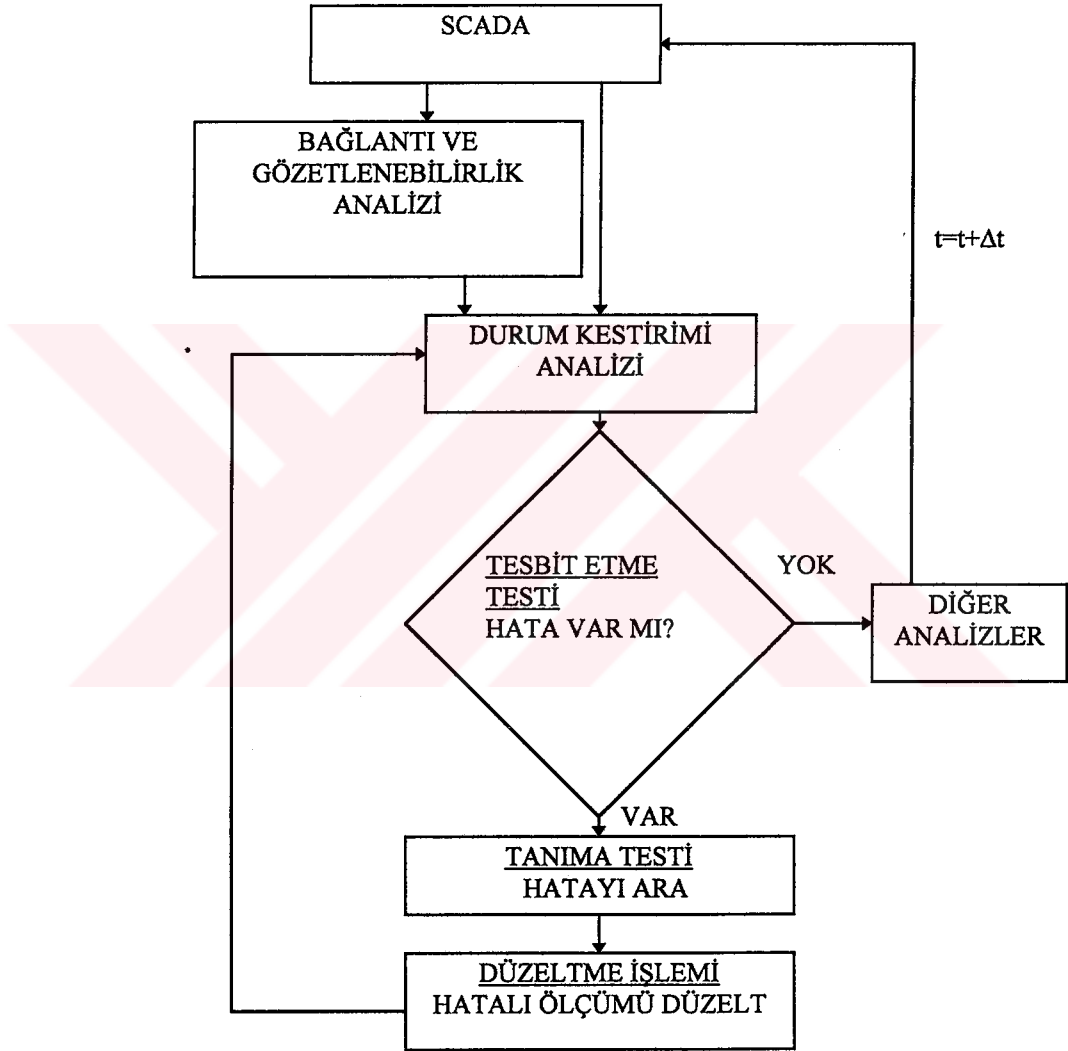 SCADA
BAĞLANTI VE
GÖZETLENEBİLİRLİK
ANALİZİ
t=t+Δt
DURUM KESTİRİMİ
ANALİZİ
TESBİT ETME
TESTİ
HATA VAR MI?
YOK
DİĞER
ANALİZLER
VAR
TANIMA TESTİ
HATAYI ARA
DÜZELTME İŞLEMİ
HATALI ÖLÇÜMÜ DÜZELT